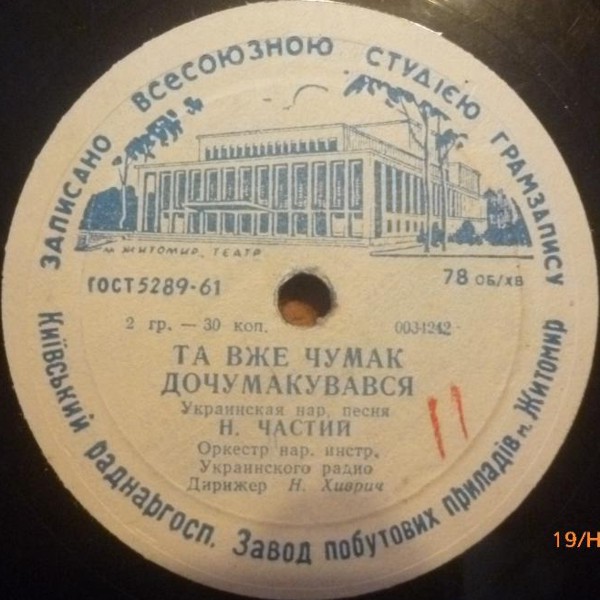 ЗАПИСАНО ВСЕСОЮЗНОЮ СТУДІЄЮ ГРАМЗАПИСУ
м. ЖИТОМИР, ТЕАТР
ГОСТ 5289-61
78 ОБ/ХВ
2 гр. — 30 коп.
0034242
ТА ВЖЕ ЧУМАК
ДОЧУМАКУВАВСЯ
Украинская нар. песня
Н. ЧАСТИЙ
Оркестр нар. инстр.
Украинского радио
Дирижер Н. Хиврич
11
Київський раднаргосп. Завод побутових приладів м. Житомир
19/Н